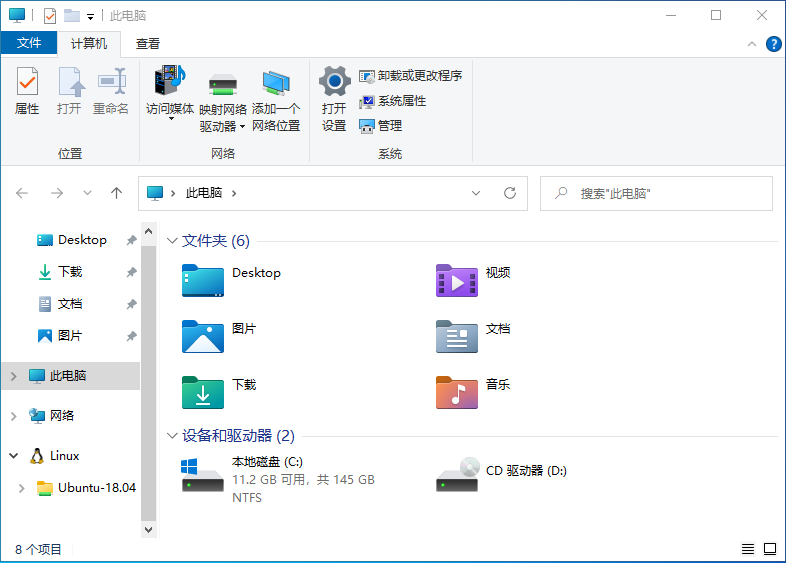 此电脑
文件
计算机
查看
属性
打开
重命名
访问媒体
映射网络
驱动器
添加一个
网络位置
打开
设置
卸载或更改程序
系统属性
管理
位置
网络
系统
此电脑
搜索"此电脑"
Desktop
下载
文档
图片
此电脑
网络
Linux
Ubuntu-18.04
文件夹 (6)
Desktop
视频
图片
文档
下载
音乐
设备和驱动器 (2)
本地磁盘 (C:)
11.2 GB 可用，共 145 GB
NTFS
CD 驱动器 (D:)
8 个项目